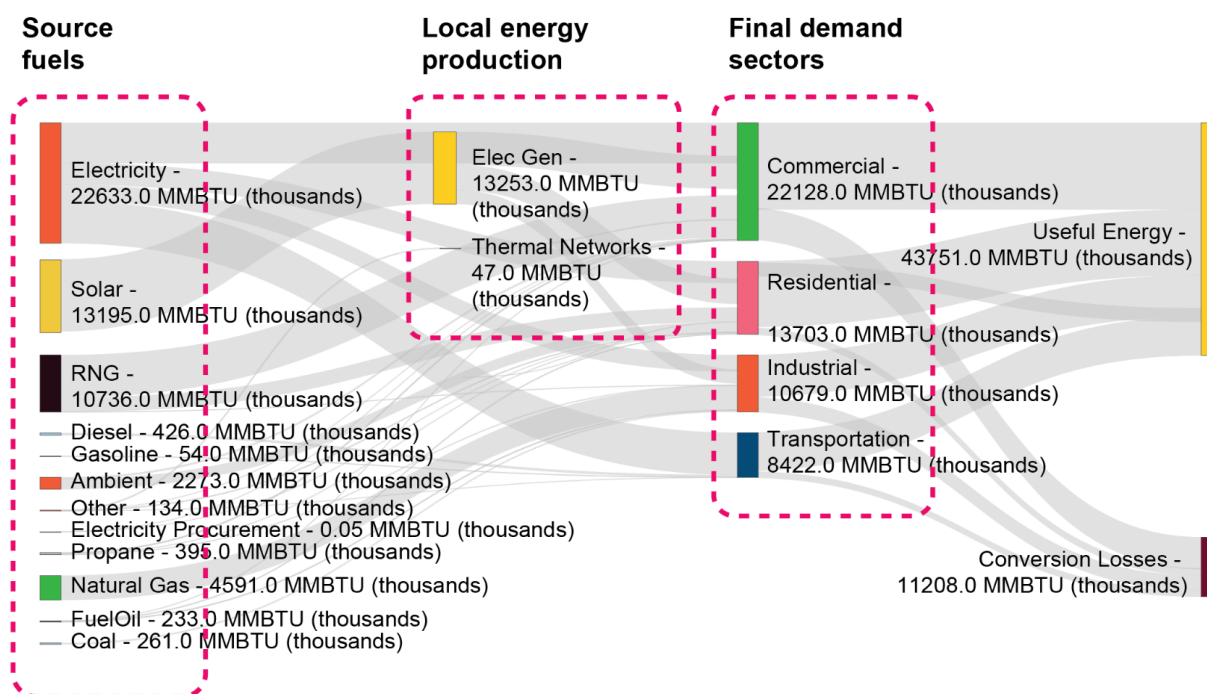 Source
fuels
Local energy
production
Final demand
sectors
Electricity -
22633.0 MMBTU (thousands)
Solar -
13195.0 MMBTU (thousands)
RNG -
10736.0 MMBTU (thousands)
Diesel - 426.0 MMBTU (thousands)
Gasoline - 54.0 MMBTU (thousands)
Ambient - 2273.0 MMBTU (thousands)
Other - 134.0 MMBTU (thousands)
Electricity Procurement - 0.05 MMBTU (thousands)
Propane - 395.0 MMBTU (thousands)
Natural Gas - 4591.0 MMBTU (thousands)
FuelOil - 233.0 MMBTU (thousands)
Coal - 261.0 MMBTU (thousands)
Elec Gen -
13253.0 MMBTU
(thousands)
Thermal Networks -
47.0 MMBTU
(thousands)
Commercial -
22128.0 MMBTU (thousands)
Residential -
13703.0 MMBTU (thousands)
Industrial -
10679.0 MMBTU (thousands)
Transportation -
8422.0 MMBTU (thousands)
Useful Energy -
43751.0 MMBTU (thousands)
Conversion Losses -
11208.0 MMBTU (thousands)